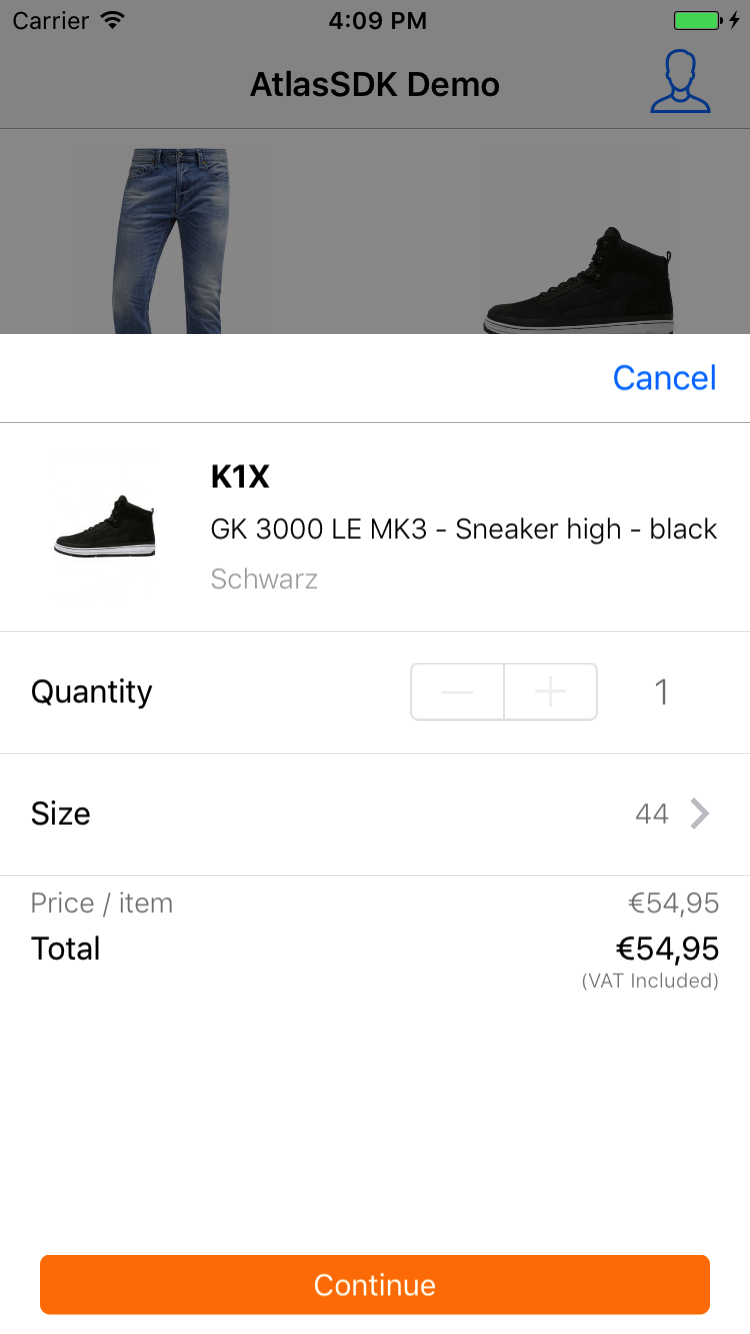 Carrier 4:09 PM
AtlasSDK Demo
Cancel
K1X
GK 3000 LE MK3 - Sneaker high - black
Schwarz
Quantity 1
Size 44
Price / item €54,95
Total €54,95
(VAT Included)
Continue